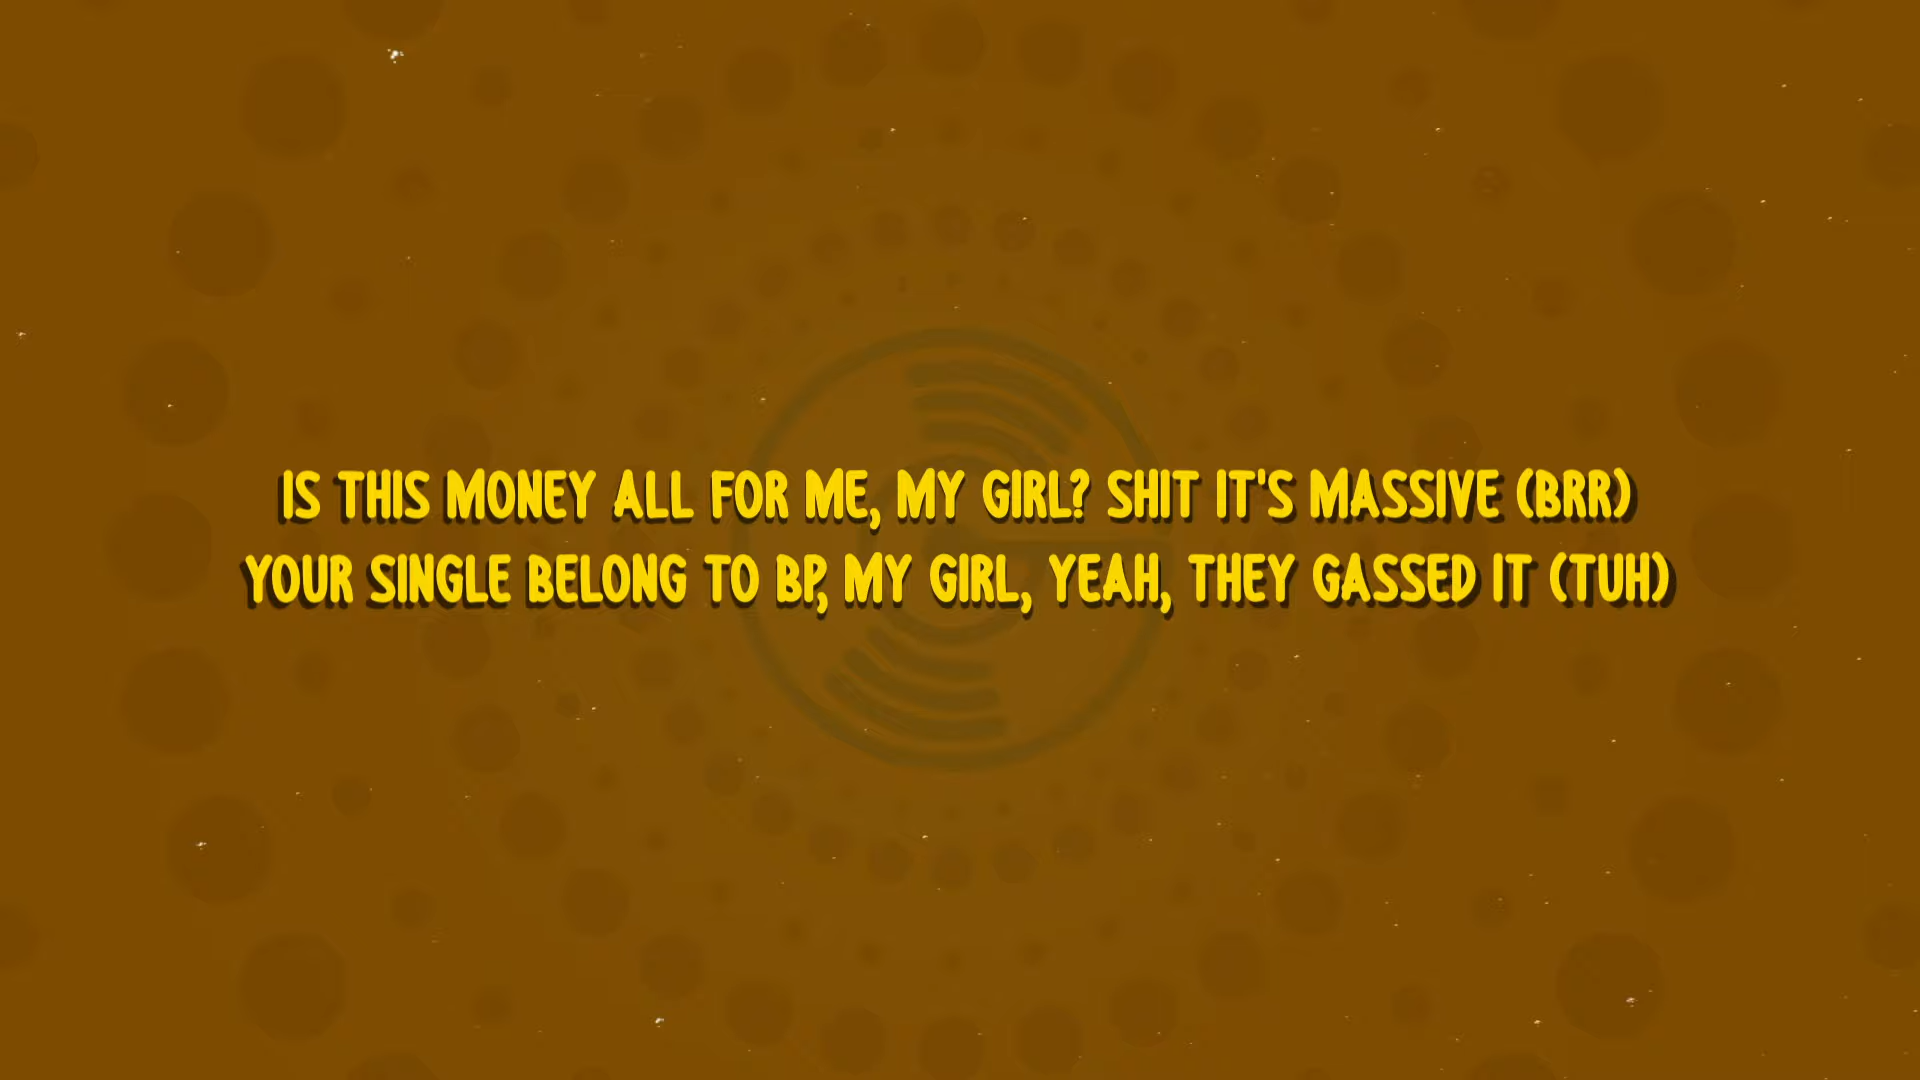 IS THIS MONEY ALL FOR ME, MY GIRL? SHIT IT'S MASSIVE (BRR)
YOUR SINGLE BELONG TO BP, MY GIRL, YEAH, THEY GASSED IT (TUH)